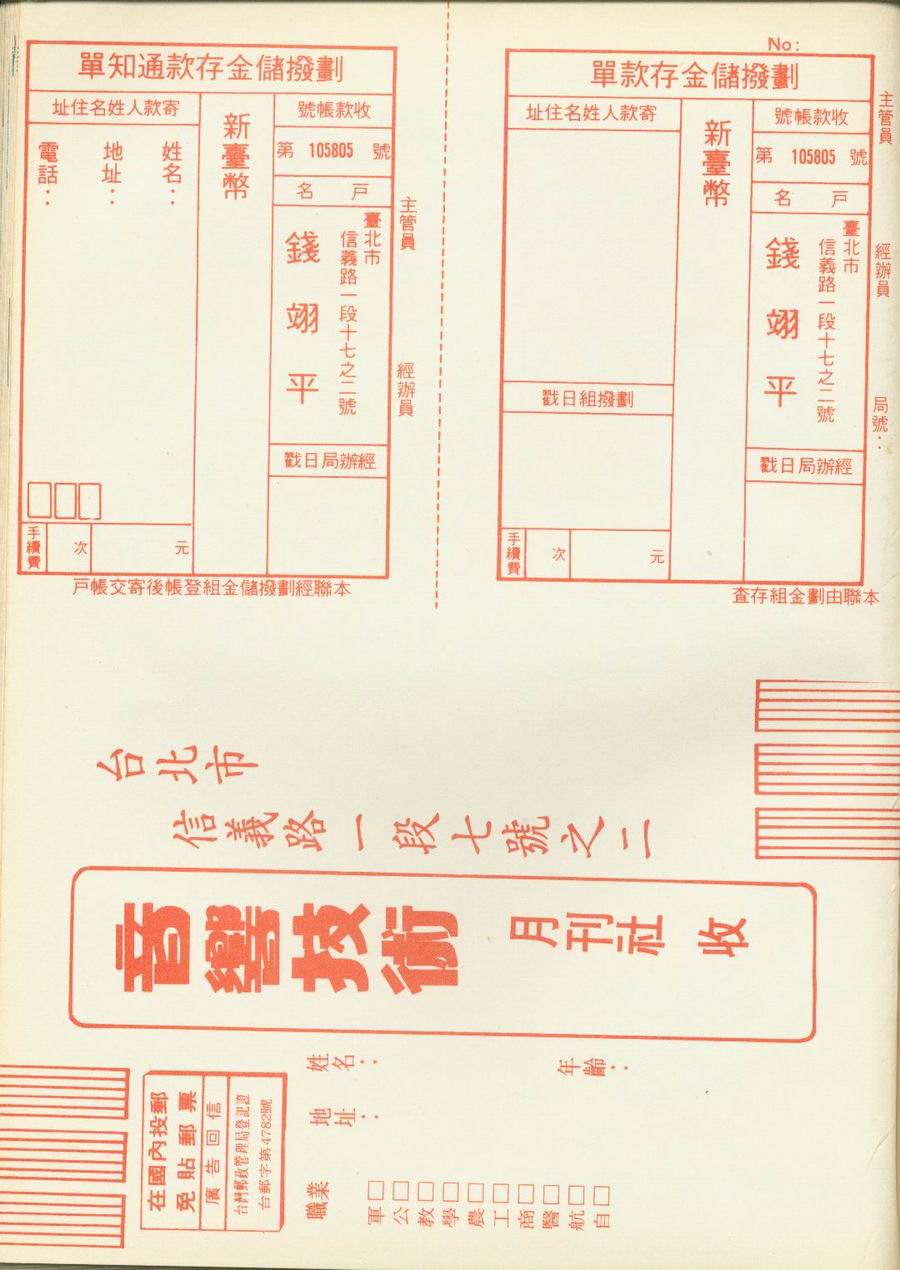 劃撥儲金存款通知單
收款帳號
第 105805 號
戶名
臺北市
信義路一段十七之二號
錢翊平
經辦局日戳
新臺幣
寄款人姓名住址
姓名：
地址：
電話：
手續費
次
元
主管員
經辦員
本聯經劃撥儲金組登帳後寄交帳戶
No:
劃撥儲金存款單
收款帳號
第 105805 號
戶名
臺北市
信義路一段十七之二號
錢翊平
經辦局日戳
新臺幣
寄款人姓名住址
劃撥組日戳
手續費
次
元
主管員
經辦員
局號：
本聯由劃金組存查
台北市
信義路一段七號之二
音響技術 月刊社 收
在國內投郵
免貼郵票
廣告回信
台灣郵政管理局登記證
台郵字第4782號
姓名：
年齡：
地址：
職業
□軍
□公
□教
□學
□農
□工
□商
□醫
□航
□自